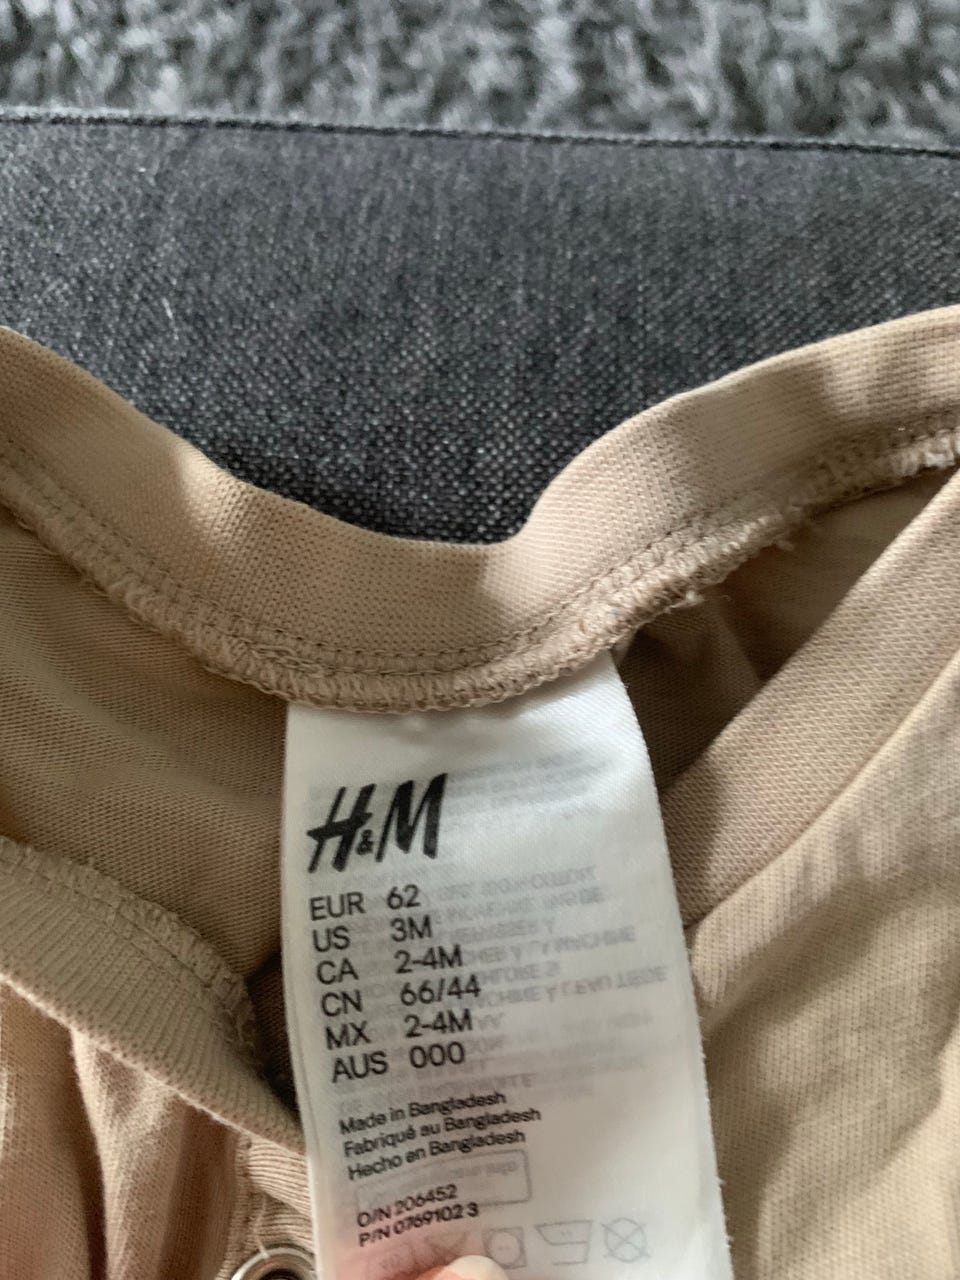 H&M
EUR 62
US 3M
CA 2-4M
CN 66/44
MX 2-4M
AUS 000
Made in Bangladesh
Fabriqué au Bangladesh
Hecho en Bangladesh
O/N 206452
P/N 0769102 3